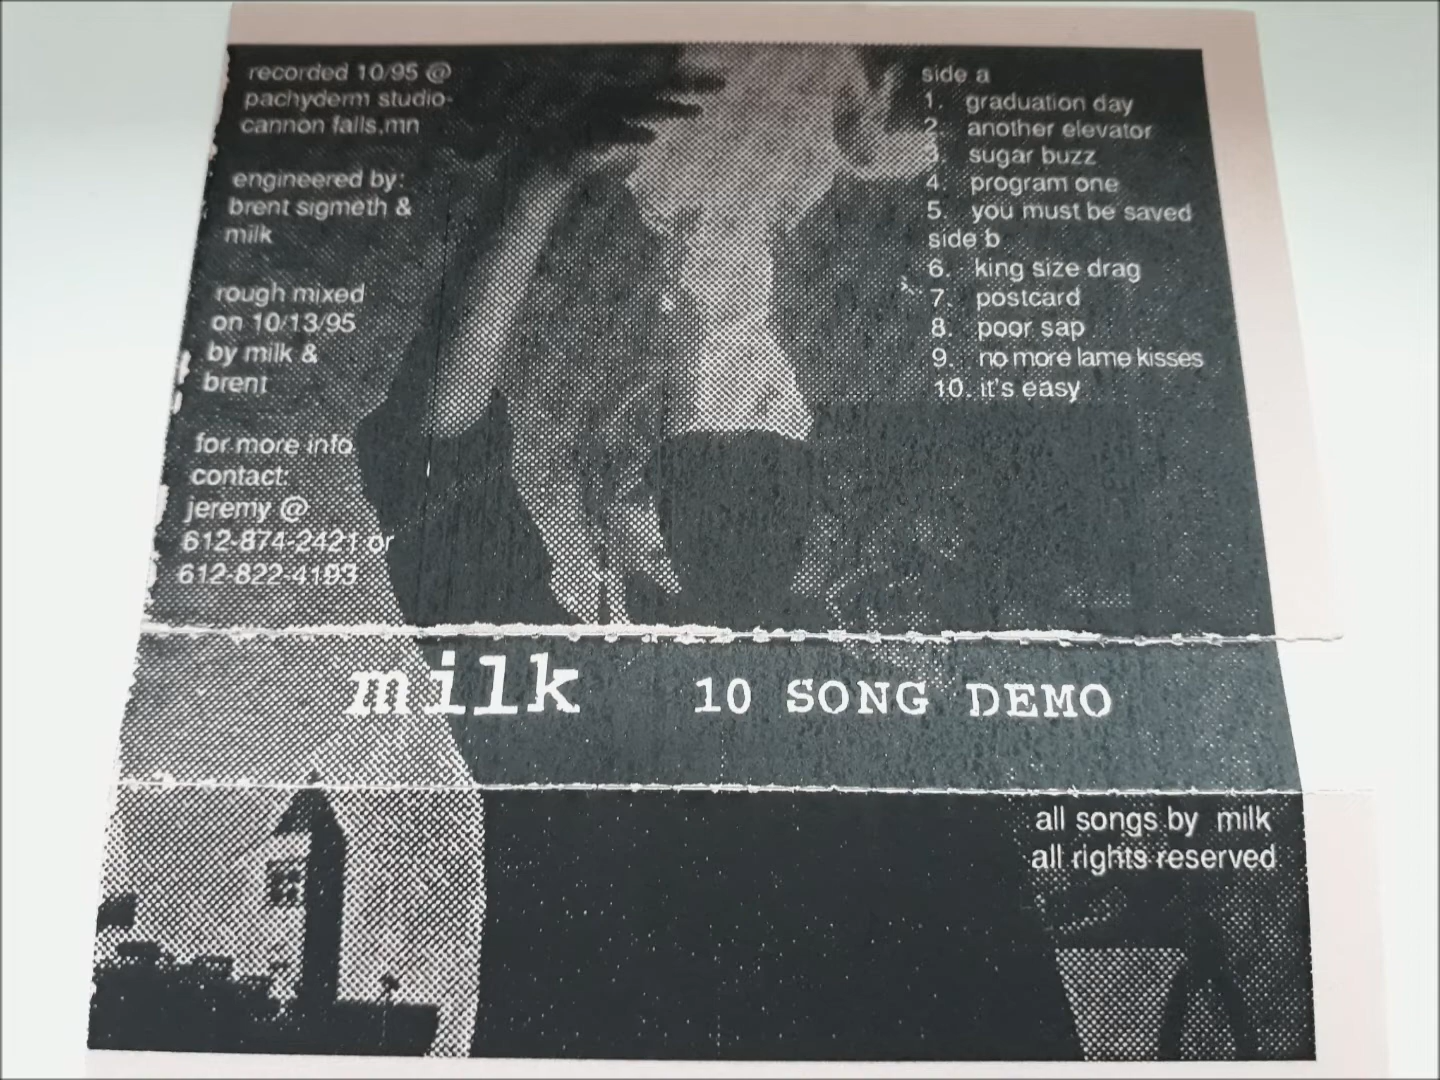 recorded 10/95 @
pachyderm studio-
cannon falls,mn
engineered by:
brent sigmeth &
milk
rough mixed
on 10/13/95
by milk &
brent
for more info
contact:
jeremy @
612-874-2421 or
612-822-4193
side a
1. graduation day
2. another elevator
3. sugar buzz
4. program one
5. you must be saved
side b
6. king size drag
7. postcard
8. poor sap
9. no more lame kisses
10. it's easy
milk 10 SONG DEMO
all songs by milk
all rights reserved